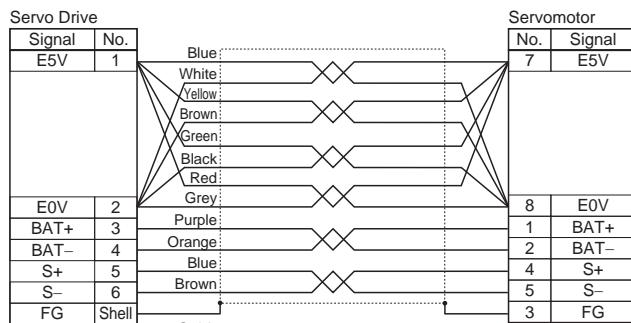 Servo Drive
Servomotor
Signal No.
No. Signal
E5V 1
7 E5V
Blue
White
Yellow
Brown
Green
Black
Red
Grey
E0V 2
8 E0V
Purple
BAT+ 3
1 BAT+
Orange
BAT− 4
2 BAT−
Blue
S+ 5
4 S+
Brown
S− 6
5 S−
FG Shell
3 FG